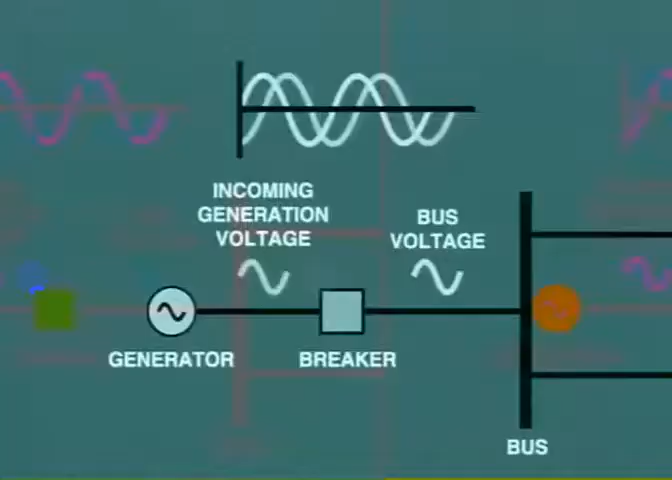 INCOMING
GENERATION
VOLTAGE
BUS
VOLTAGE
GENERATOR
BREAKER
BUS